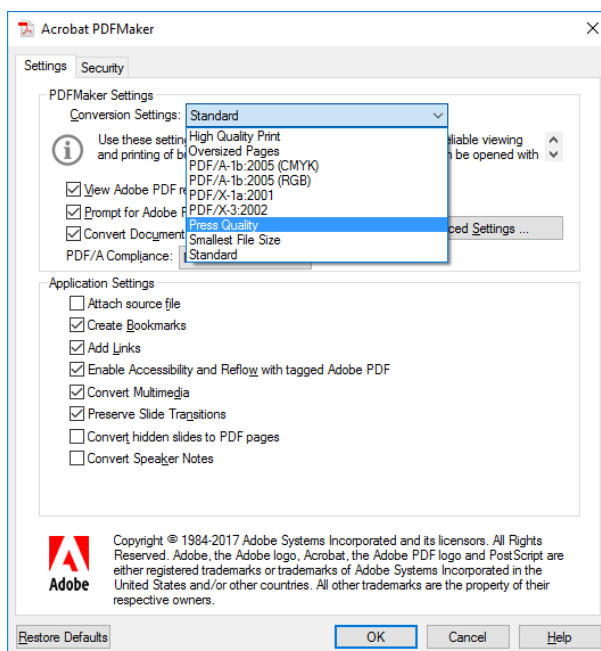 Acrobat PDFMaker
Settings
Security
PDFMaker Settings
Conversion Settings: Standard
Use these settin
eliable viewing
and printing of b
n be opened with
High Quality Print
Oversized Pages
PDF/A-1b:2005 (CMYK)
PDF/A-1b:2005 (RGB)
PDF/X-1a:2001
PDF/X-3:2002
Press Quality
Smallest File Size
Standard
View Adobe PDF re
Prompt for Adobe
Convert Document
ced Settings ...
PDF/A Compliance:
Application Settings
Attach source file
Create Bookmarks
Add Links
Enable Accessibility and Reflow with tagged Adobe PDF
Convert Multimedia
Preserve Slide Transitions
Convert hidden slides to PDF pages
Convert Speaker Notes
Adobe
Copyright © 1984-2017 Adobe Systems Incorporated and its licensors. All Rights
Reserved. Adobe, the Adobe logo, Acrobat, the Adobe PDF logo and PostScript are
either registered trademarks or trademarks of Adobe Systems Incorporated in the
United States and/or other countries. All other trademarks are the property of their
respective owners.
Restore Defaults
OK
Cancel
Help